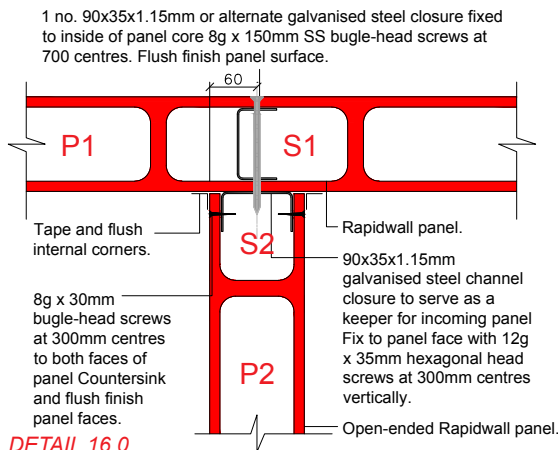 1 no. 90x35x1.15mm or alternate galvanised steel closure fixed
to inside of panel core 8g x 150mm SS bugle-head screws at
700 centres. Flush finish panel surface.
60
P1
S1
Tape and flush
internal corners.
Rapidwall panel.
S2
8g x 30mm
bugle-head screws
at 300mm centres
to both faces of
panel Countersink
and flush finish
panel faces.
90x35x1.15mm
galvanised steel channel
closure to serve as a
keeper for incoming panel
Fix to panel face with 12g
x 35mm hexagonal head
screws at 300mm centres
vertically.
P2
Open-ended Rapidwall panel.
DETAIL 16.0